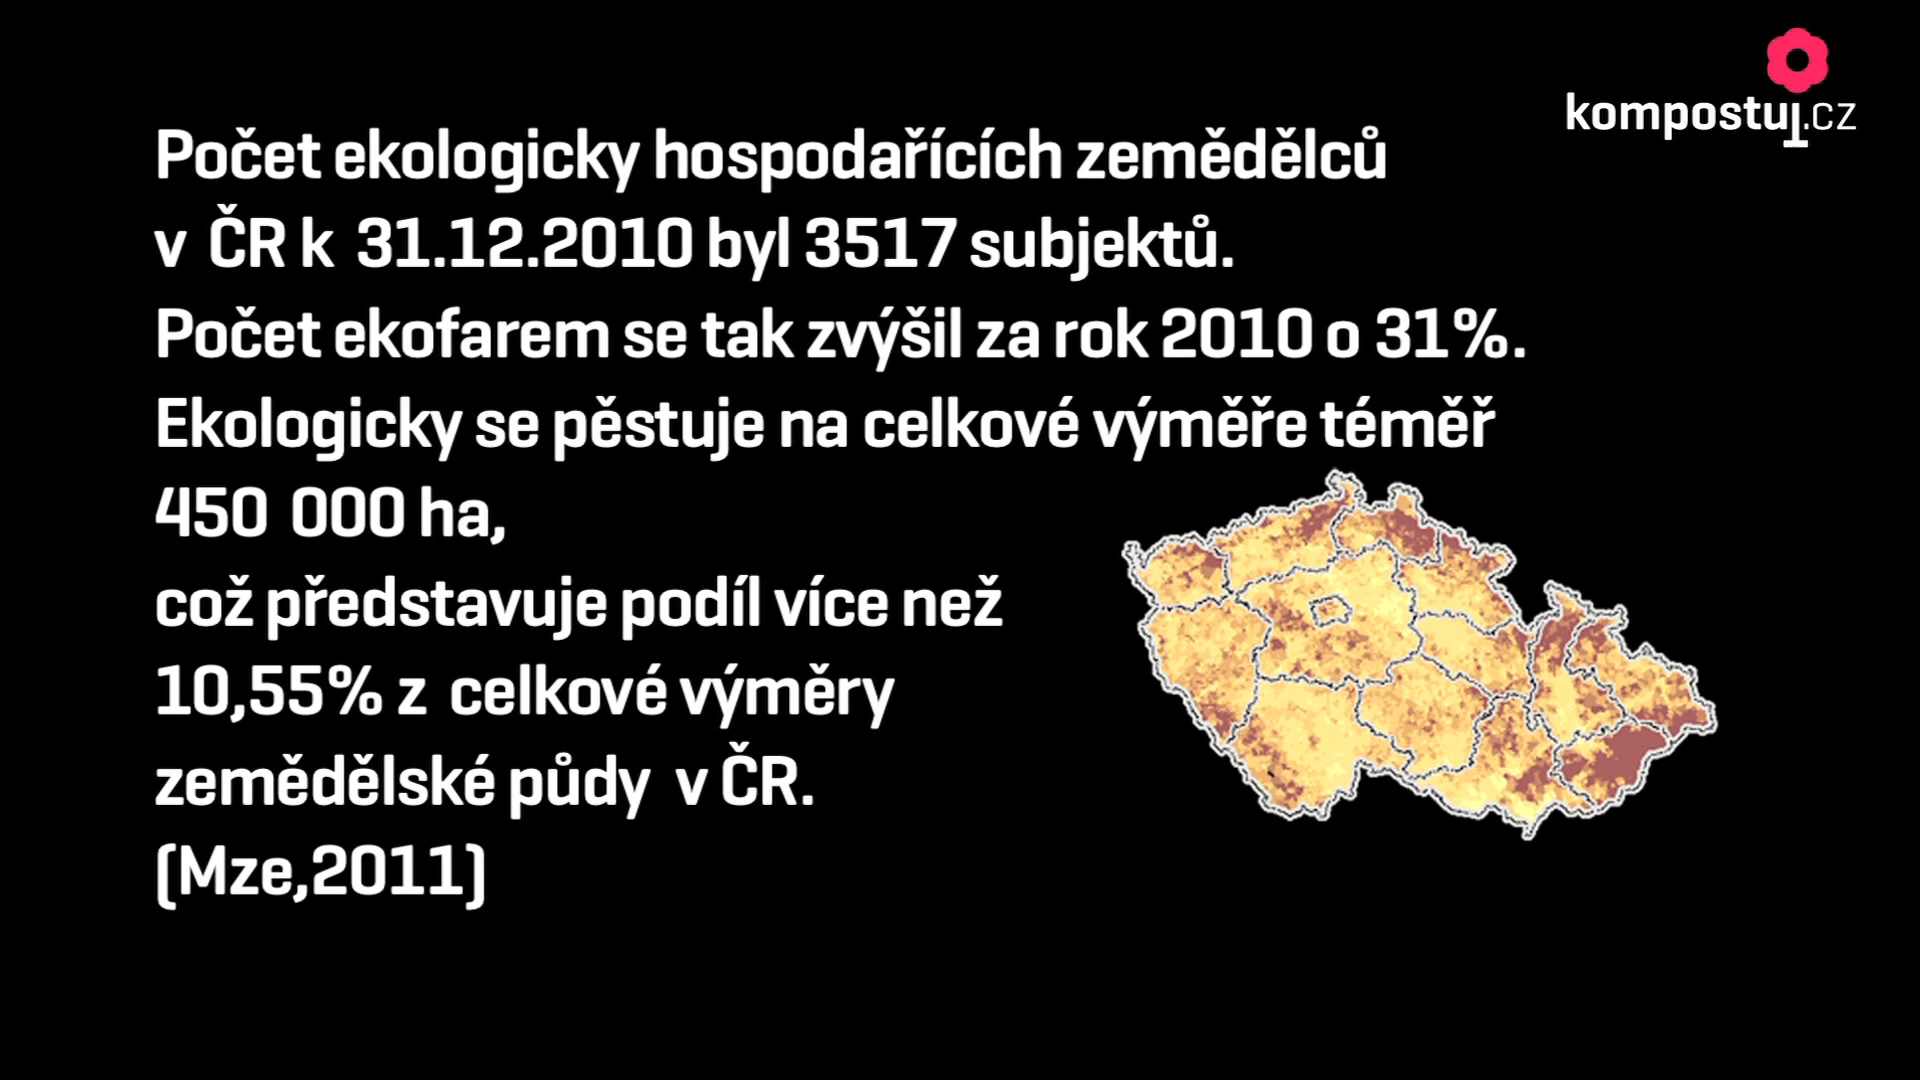 kompostuj.cz
Počet ekologicky hospodařících zemědělců
v ČR k 31.12.2010 byl 3517 subjektů.
Počet ekofarem se tak zvýšil za rok 2010 o 31%.
Ekologicky se pěstuje na celkové výměře téměř
450 000 ha,
což představuje podíl více než
10,55% z celkové výměry
zemědělské půdy v ČR.
(Mze,2011)